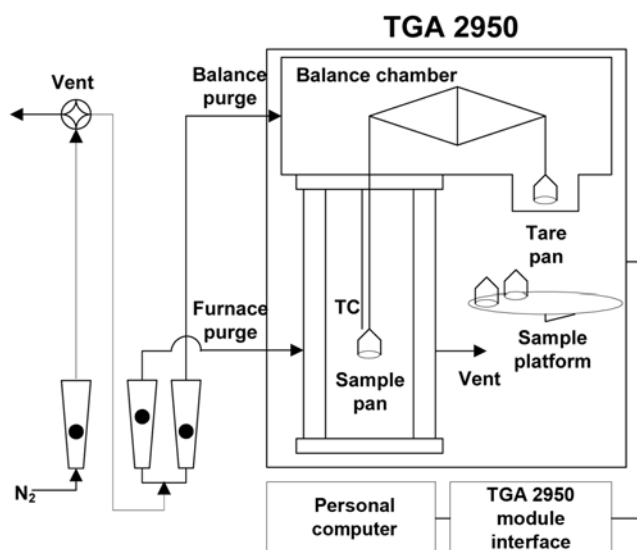 TGA 2950
Vent
Balance
purge
Balance chamber
Tare
pan
Furnace
purge
TC
Sample
pan
Vent
Sample
platform
N₂
Personal
computer
TGA 2950
module
interface